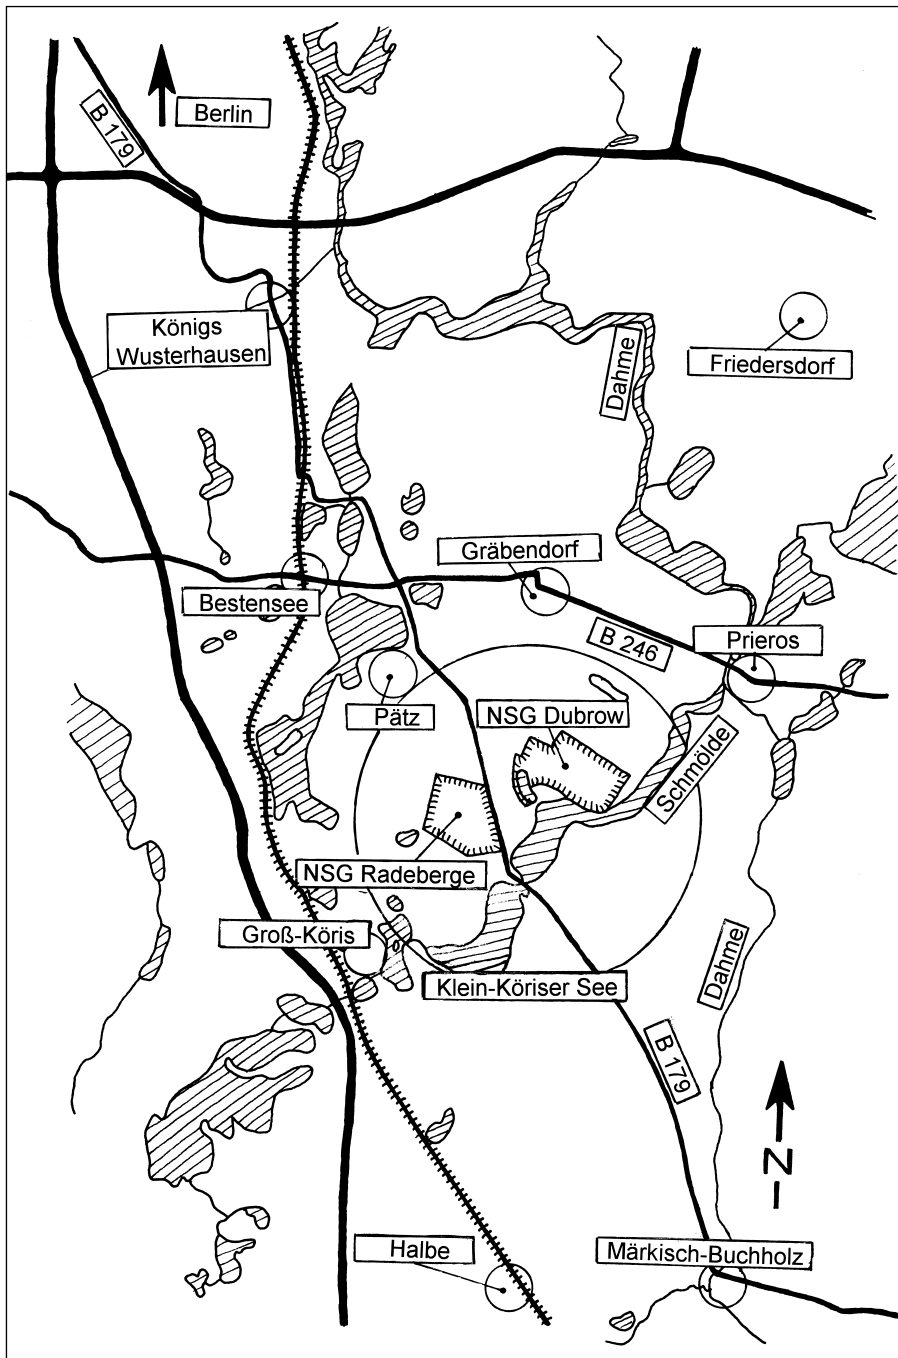 Berlin
B 179
Königs
Wusterhausen
Friedersdorf
Dahme
Gräbendorf
Bestensee
B 246
Prieros
Pätz
NSG Dubrow
Schmölde
NSG Radeberge
Groß-Köris
Klein-Köriser See
Dahme
B 179
N
Halbe
Märkisch-Buchholz